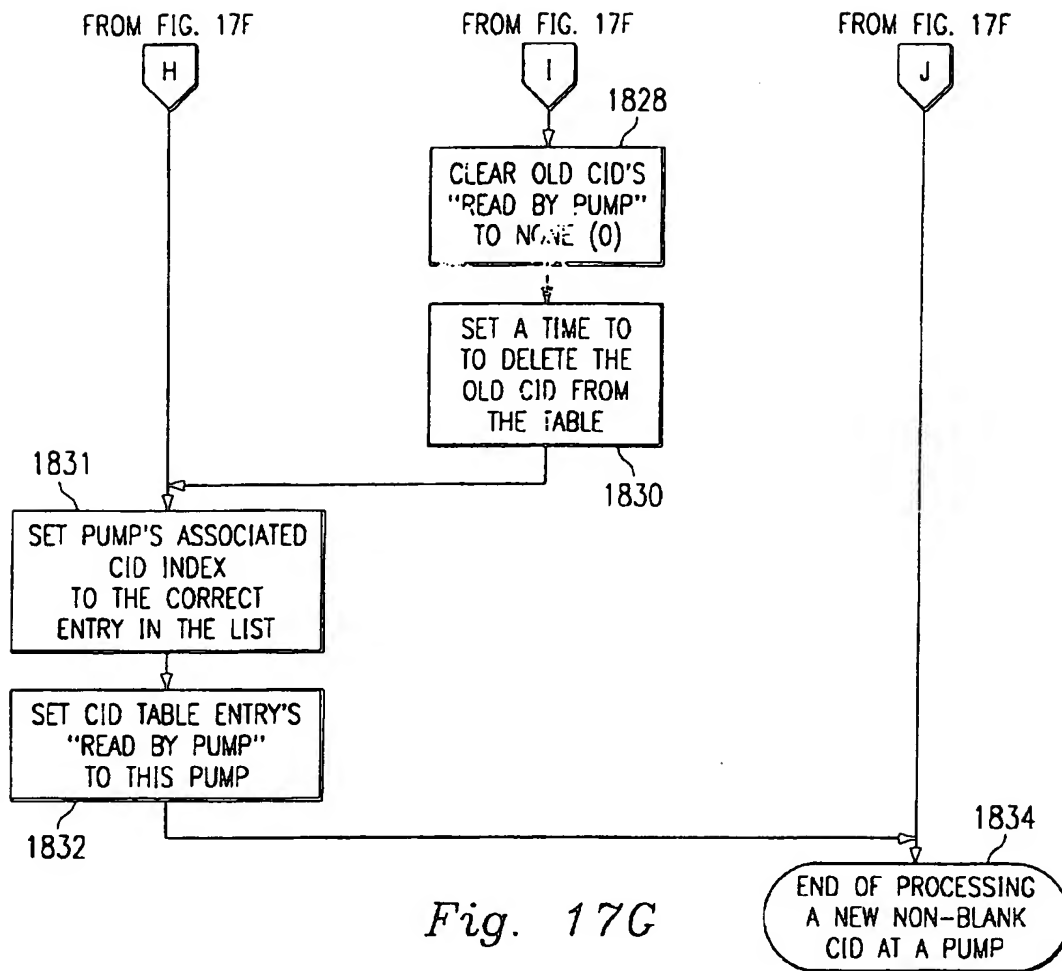 FROM FIG. 17F
FROM FIG. 17F
FROM FIG. 17F
H
I
J
1828
CLEAR OLD CID'S
"READ BY PUMP"
TO NONE (0)
SET A TIME TO
TO DELETE THE
OLD CID FROM
THE TABLE
1830
1831
SET PUMP'S ASSOCIATED
CID INDEX
TO THE CORRECT
ENTRY IN THE LIST
SET CID TABLE ENTRY'S
"READ BY PUMP"
TO THIS PUMP
1832
1834
END OF PROCESSING
A NEW NON-BLANK
CID AT A PUMP
Fig. 17G